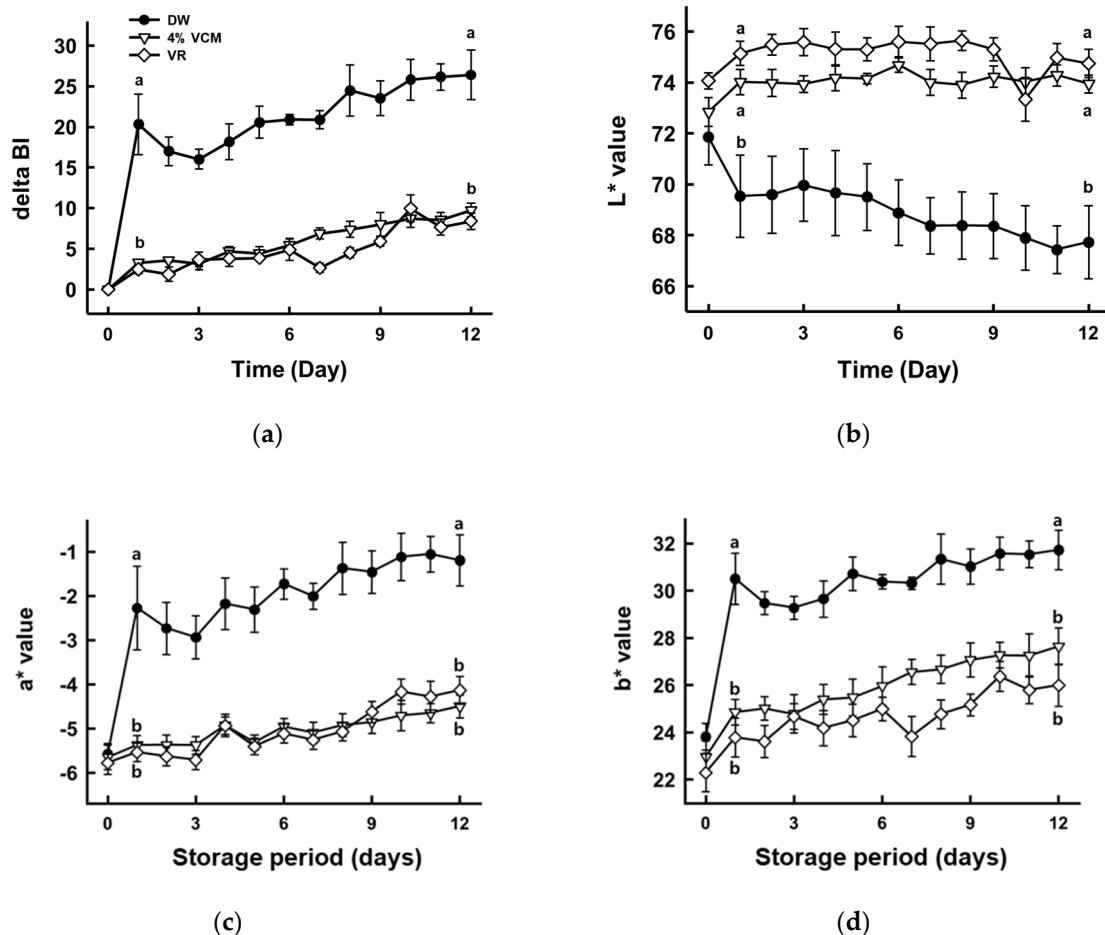 DW
4% VCM
VR
30
25
20
15
10
5
0
a
a
b
b
delta BI
0
3
6
9
12
Time (Day)
(a)
76
74
72
70
68
66
a
a
a
a
b
b
L* value
0
3
6
9
12
Time (Day)
(b)
-1
-2
-3
-4
-5
-6
a
a
b
b
b
b
a* value
0
3
6
9
12
Storage period (days)
(c)
32
30
28
26
24
22
a
a
b
b
b
b
b* value
0
3
6
9
12
Storage period (days)
(d)